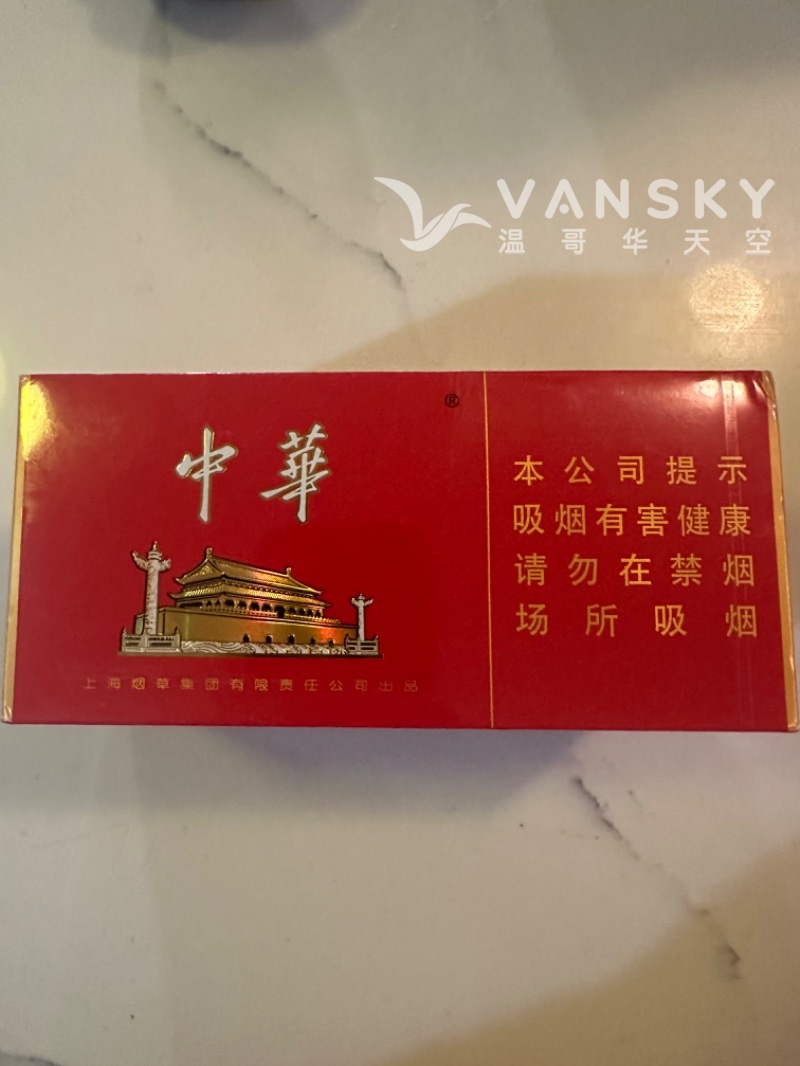 VANSKY
温哥华天空
®
中華
上海烟草集团有限责任公司出品
本公司提示
吸烟有害健康
请勿在禁烟
场所吸烟